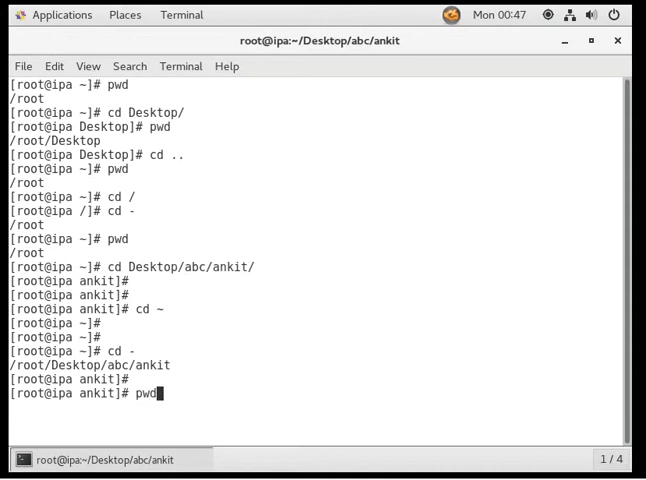 Applications Places Terminal Mon 00:47
root@ipa:~/Desktop/abc/ankit
File Edit View Search Terminal Help
[root@ipa ~]# pwd
/root
[root@ipa ~]# cd Desktop/
[root@ipa Desktop]# pwd
/root/Desktop
[root@ipa Desktop]# cd ..
[root@ipa ~]# pwd
/root
[root@ipa ~]# cd /
[root@ipa /]# cd -
/root
[root@ipa ~]# pwd
/root
[root@ipa ~]# cd Desktop/abc/ankit/
[root@ipa ankit]#
[root@ipa ankit]#
[root@ipa ankit]# cd ~
[root@ipa ~]#
[root@ipa ~]#
[root@ipa ~]# cd -
/root/Desktop/abc/ankit
[root@ipa ankit]#
[root@ipa ankit]# pwd
root@ipa:~/Desktop/abc/ankit 1 / 4